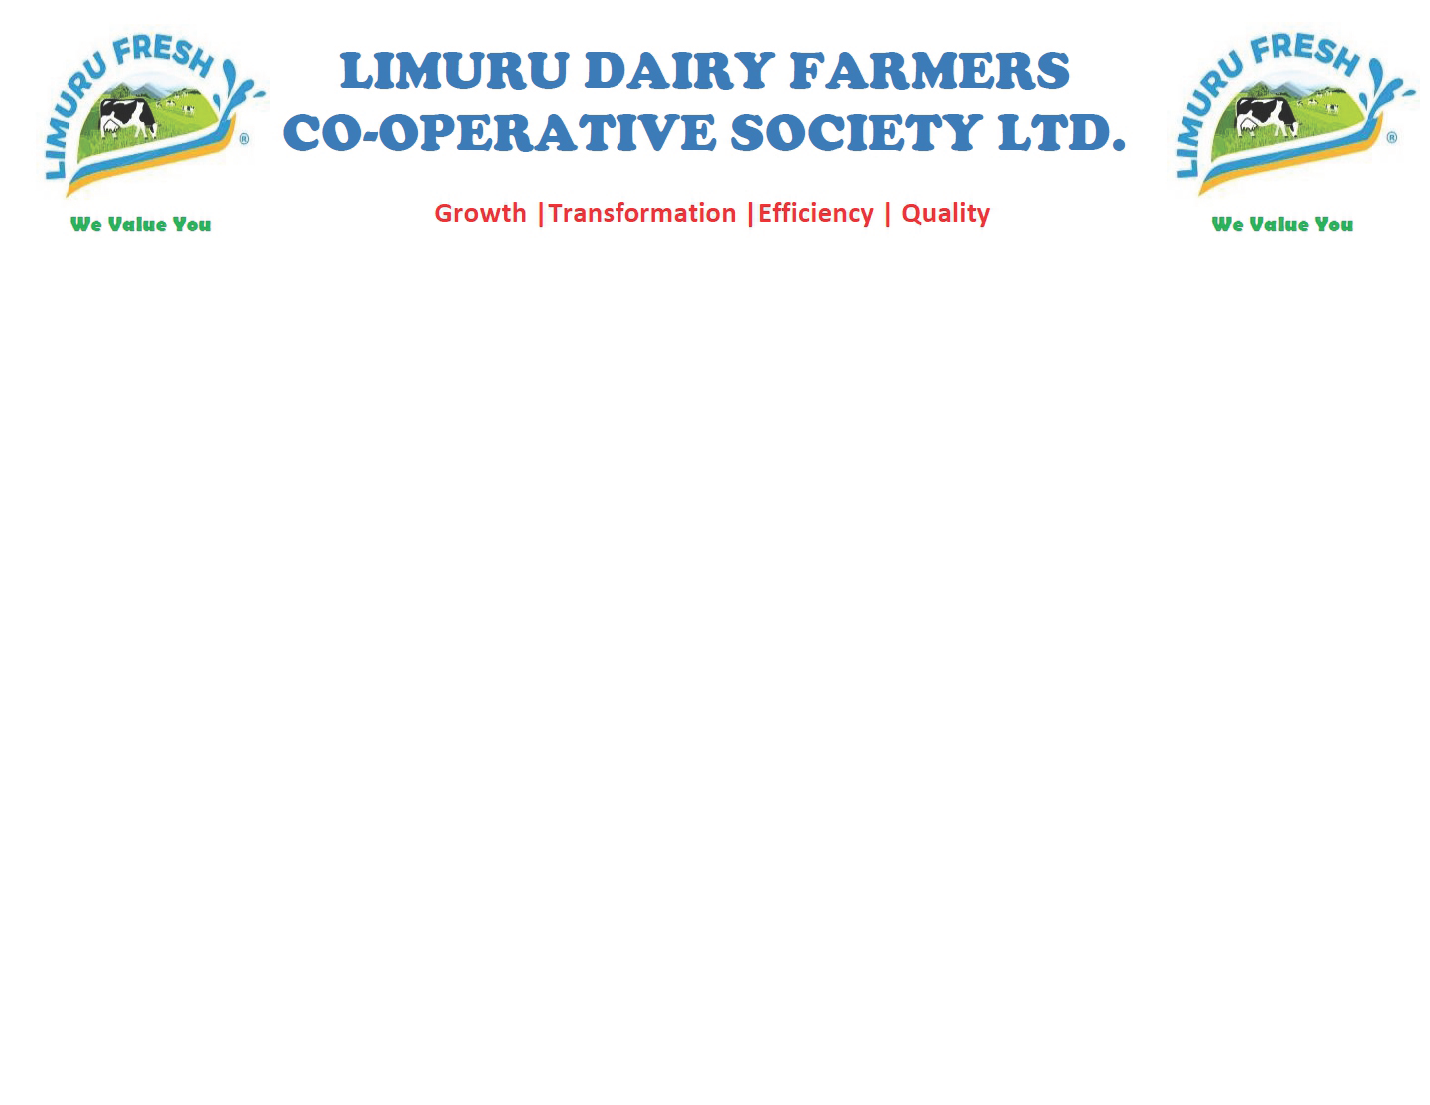 LIMURU FRESH
®
We Value You
LIMURU DAIRY FARMERS
CO-OPERATIVE SOCIETY LTD.
Growth |Transformation |Efficiency | Quality
LIMURU FRESH
®
We Value You